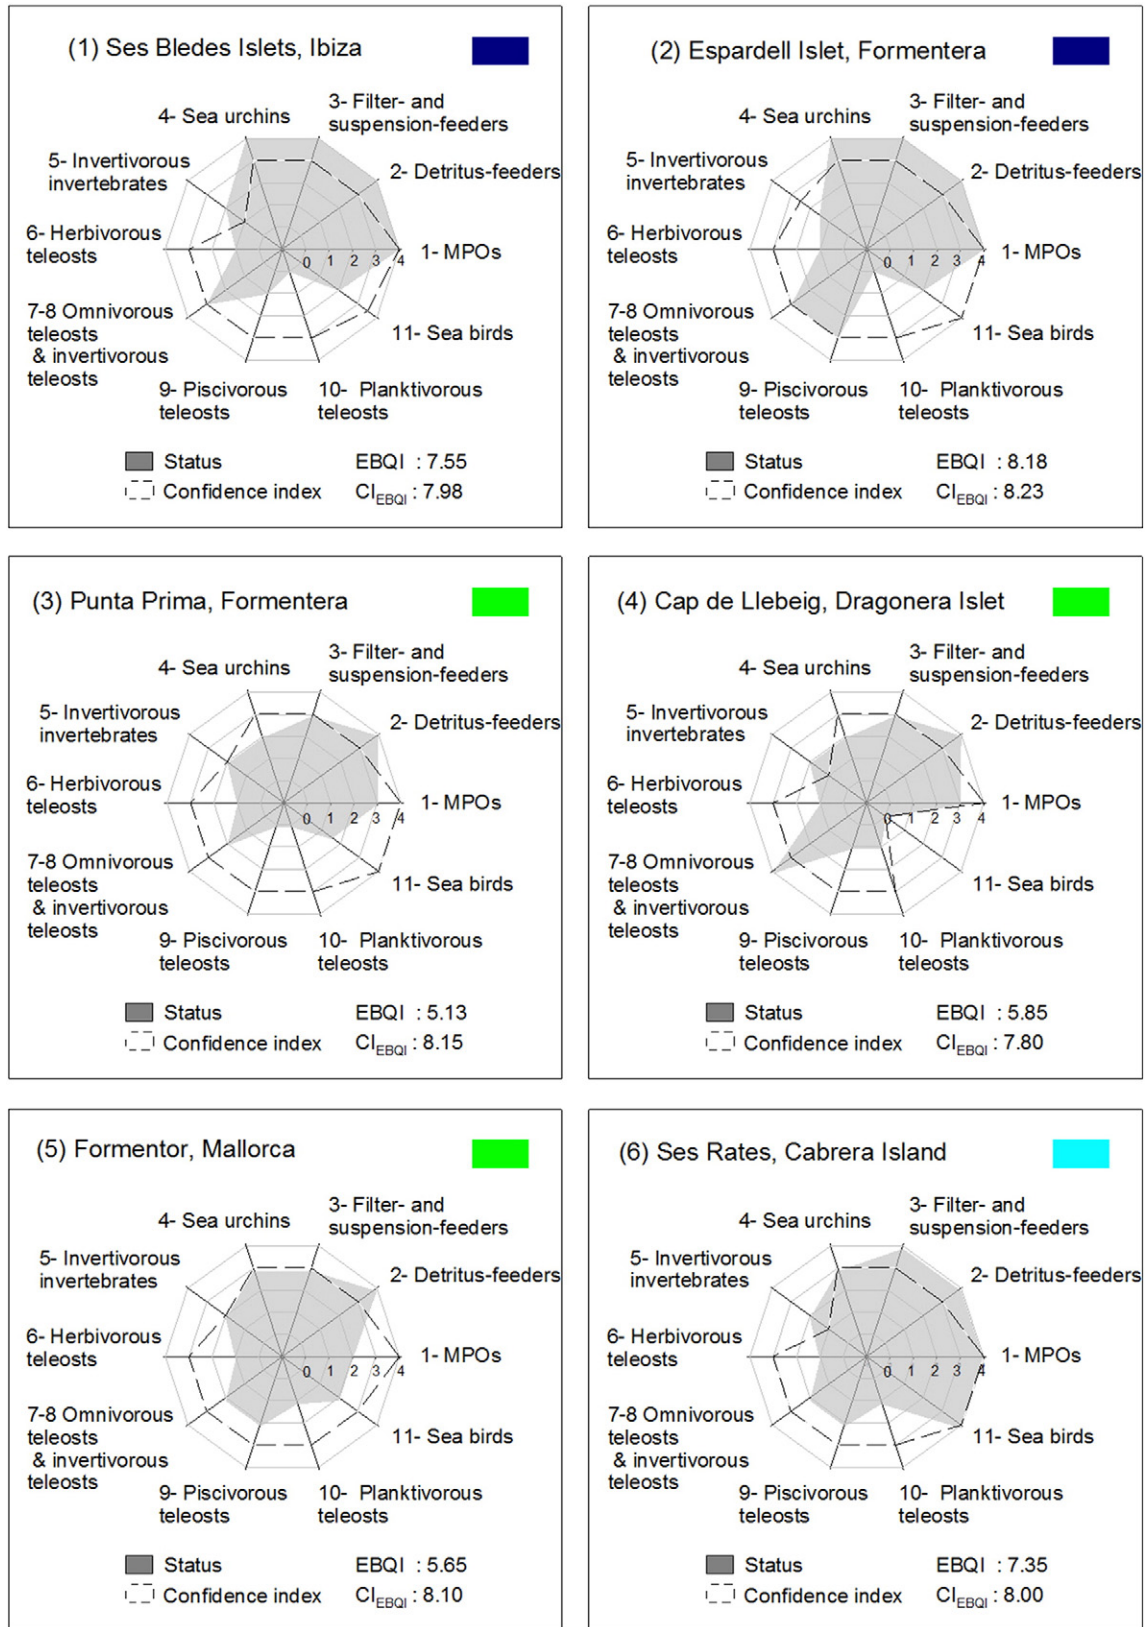 (1) Ses Bledes Islets, Ibiza
4- Sea urchins
3- Filter- and
suspension-feeders
5- Invertivorous
invertebrates
2- Detritus-feeders
6- Herbivorous
teleosts
0 1 2 3 4
1- MPOs
7-8 Omnivorous
teleosts
& invertivorous
teleosts
11- Sea birds
9- Piscivorous
teleosts
10- Planktivorous
teleosts
Status
EBQI : 7.55
Confidence index
CI_EBQI : 7.98
(2) Espardell Islet, Formentera
4- Sea urchins
3- Filter- and
suspension-feeders
5- Invertivorous
invertebrates
2- Detritus-feeders
6- Herbivorous
teleosts
0 1 2 3 4
1- MPOs
7-8 Omnivorous
teleosts
& invertivorous
teleosts
11- Sea birds
9- Piscivorous
teleosts
10- Planktivorous
teleosts
Status
EBQI : 8.18
Confidence index
CI_EBQI : 8.23
(3) Punta Prima, Formentera
4- Sea urchins
3- Filter- and
suspension-feeders
5- Invertivorous
invertebrates
2- Detritus-feeders
6- Herbivorous
teleosts
0 1 2 3 4
1- MPOs
7-8 Omnivorous
teleosts
& invertivorous
teleosts
11- Sea birds
9- Piscivorous
teleosts
10- Planktivorous
teleosts
Status
EBQI : 5.13
Confidence index
CI_EBQI : 8.15
(4) Cap de Llebeig, Dragonera Islet
4- Sea urchins
3- Filter- and
suspension-feeders
5- Invertivorous
invertebrates
2- Detritus-feeders
6- Herbivorous
teleosts
0 1 2 3 4
1- MPOs
7-8 Omnivorous
teleosts
& invertivorous
teleosts
11- Sea birds
9- Piscivorous
teleosts
10- Planktivorous
teleosts
Status
EBQI : 5.85
Confidence index
CI_EBQI : 7.80
(5) Formentor, Mallorca
4- Sea urchins
3- Filter- and
suspension-feeders
5- Invertivorous
invertebrates
2- Detritus-feeders
6- Herbivorous
teleosts
0 1 2 3 4
1- MPOs
7-8 Omnivorous
teleosts
& invertivorous
teleosts
11- Sea birds
9- Piscivorous
teleosts
10- Planktivorous
teleosts
Status
EBQI : 5.65
Confidence index
CI_EBQI : 8.10
(6) Ses Rates, Cabrera Island
4- Sea urchins
3- Filter- and
suspension-feeders
5- Invertivorous
invertebrates
2- Detritus-feeders
6- Herbivorous
teleosts
0 1 2 3 4
1- MPOs
7-8 Omnivorous
teleosts
& invertivorous
teleosts
11- Sea birds
9- Piscivorous
teleosts
10- Planktivorous
teleosts
Status
EBQI : 7.35
Confidence index
CI_EBQI : 8.00